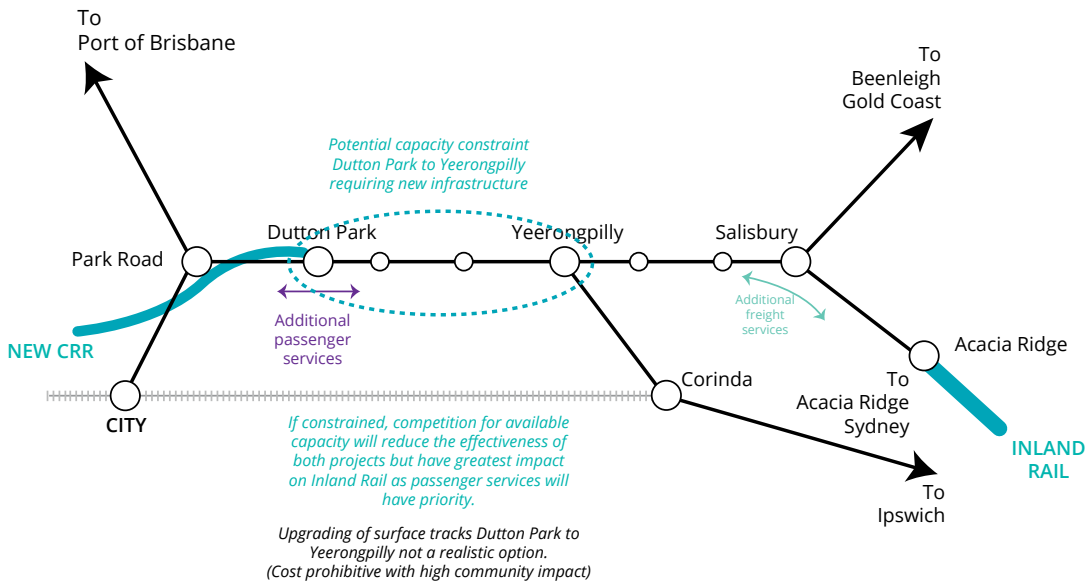 To
Port of Brisbane
To
Beenleigh
Gold Coast
Potential capacity constraint
Dutton Park to Yeerongpilly
requiring new infrastructure
Dutton Park
Yeerongpilly
Salisbury
Park Road
Additional
passenger
services
Additional
freight
services
NEW CRR
Acacia Ridge
Corinda
To
Acacia Ridge
Sydney
CITY
If constrained, competition for available
capacity will reduce the effectiveness of
both projects but have greatest impact
on Inland Rail as passenger services will
have priority.
INLAND
RAIL
To
Ipswich
Upgrading of surface tracks Dutton Park to
Yeerongpilly not a realistic option.
(Cost prohibitive with high community impact)